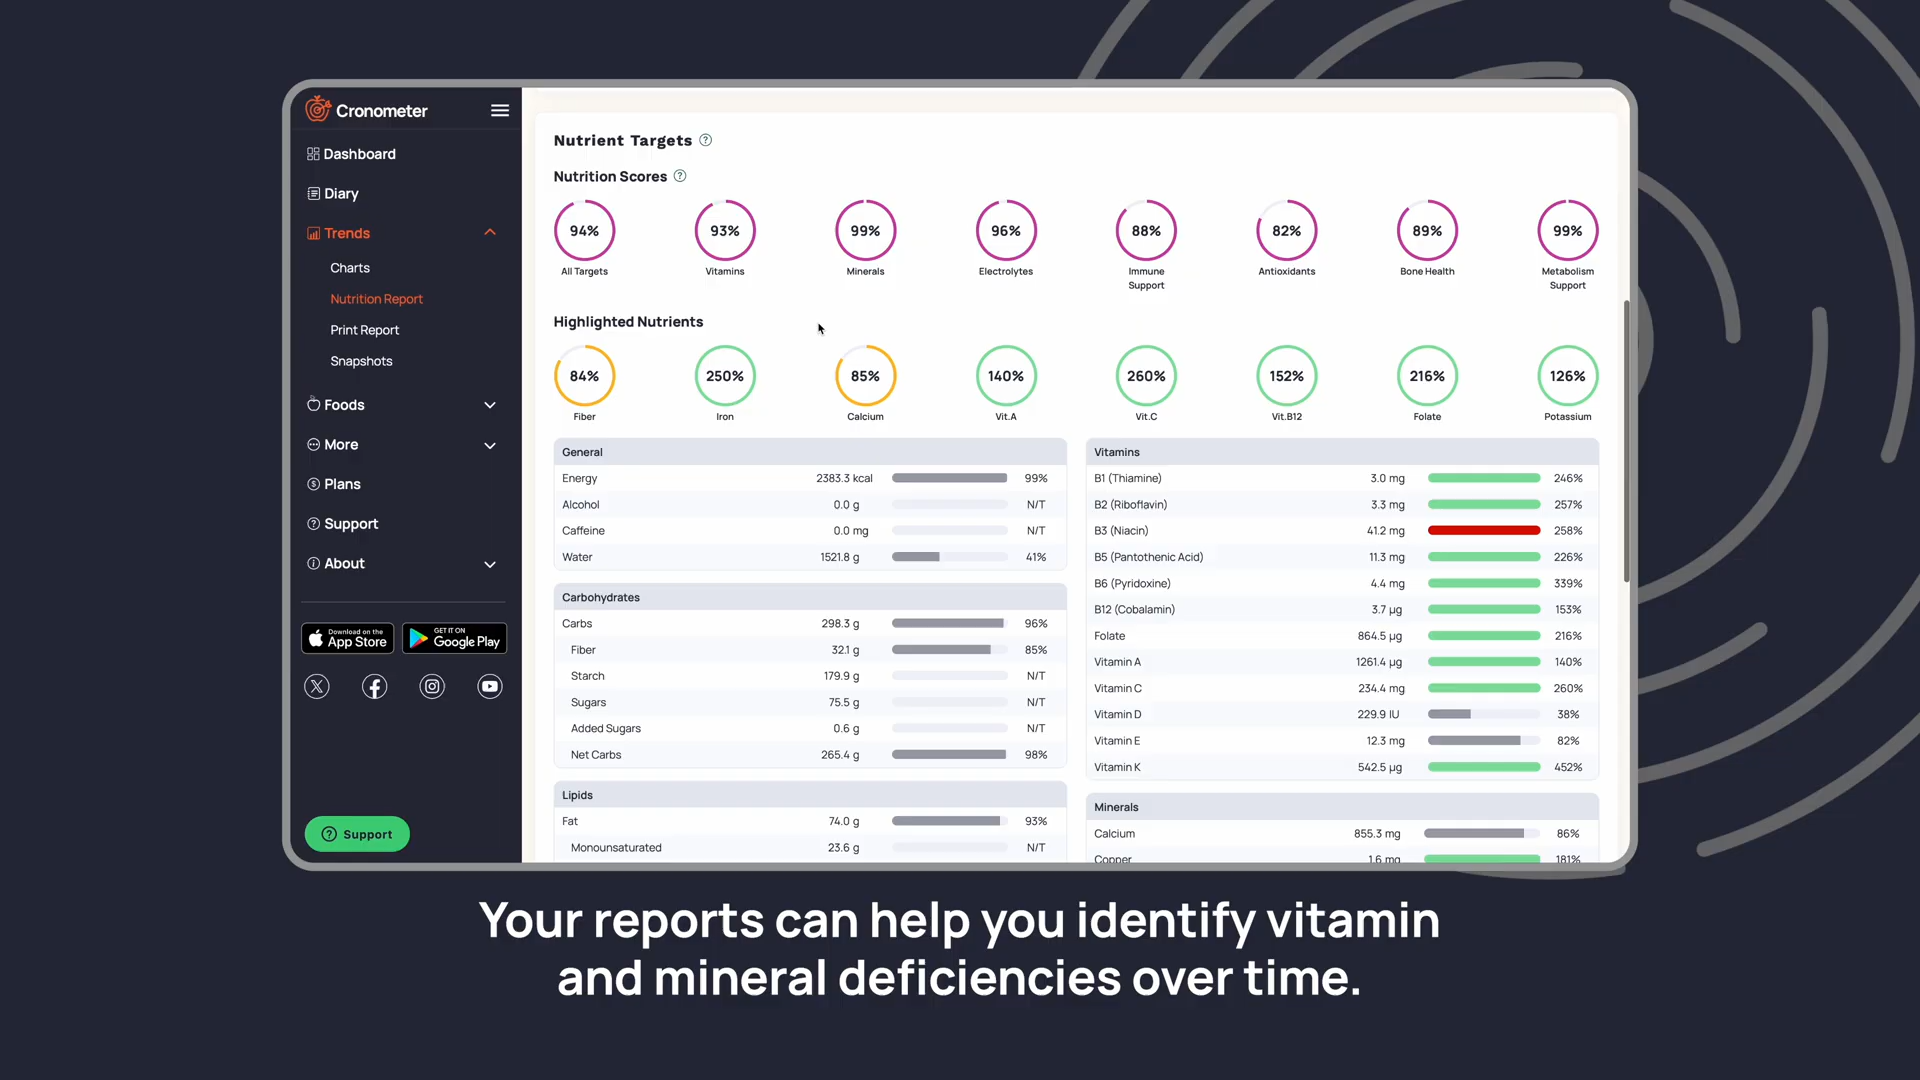 Cronometer
Dashboard
Diary
Trends
Charts
Nutrition Report
Print Report
Snapshots
Foods
More
Plans
Support
About
Download on the
App Store
GET IT ON
Google Play
Support
Nutrient Targets
Nutrition Scores
94% 93% 99% 96% 88% 82% 89% 99%
All Targets Vitamins Minerals Electrolytes Immune Support Antioxidants Bone Health Metabolism Support
Highlighted Nutrients
84% 250% 85% 140% 260% 152% 216% 126%
Fiber Iron Calcium Vit.A Vit.C Vit.B12 Folate Potassium
General
Energy 2383.3 kcal 99%
Alcohol 0.0 g N/T
Caffeine 0.0 mg N/T
Water 1521.8 g 41%
Carbohydrates
Carbs 298.3 g 96%
Fiber 32.1 g 85%
Starch 179.9 g N/T
Sugars 75.5 g N/T
Added Sugars 0.6 g N/T
Net Carbs 265.4 g 98%
Lipids
Fat 74.0 g 93%
Monounsaturated 23.6 g N/T
Vitamins
B1 (Thiamine) 3.0 mg 246%
B2 (Riboflavin) 3.3 mg 257%
B3 (Niacin) 41.2 mg 258%
B5 (Pantothenic Acid) 11.3 mg 226%
B6 (Pyridoxine) 4.4 mg 339%
B12 (Cobalamin) 3.7 µg 153%
Folate 864.5 µg 216%
Vitamin A 1261.4 µg 140%
Vitamin C 234.4 mg 260%
Vitamin D 229.9 IU 38%
Vitamin E 12.3 mg 82%
Vitamin K 542.5 µg 452%
Minerals
Calcium 855.3 mg 86%
Copper 1.6 mg 181%
Your reports can help you identify vitamin
and mineral deficiencies over time.